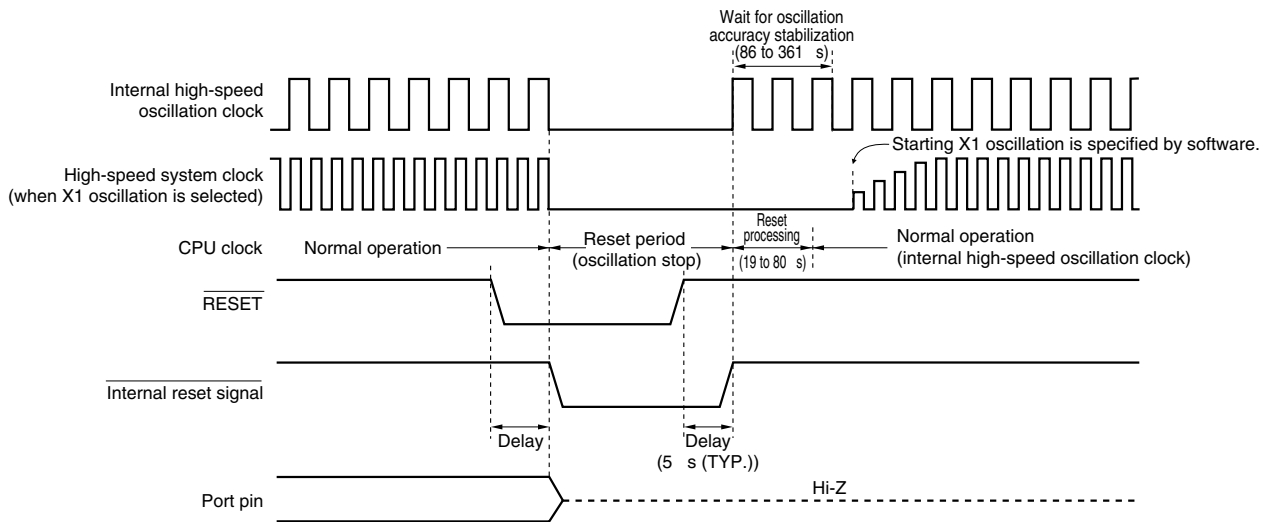 Wait for oscillation
accuracy stabilization
(86 to 361 s)
Internal high-speed
oscillation clock
Starting X1 oscillation is specified by software.
High-speed system clock
(when X1 oscillation is selected)
CPU clock
Normal operation
Reset period
(oscillation stop)
Reset
processing
(19 to 80 s)
Normal operation
(internal high-speed oscillation clock)
RESET
Internal reset signal
Delay
Delay
(5 s (TYP.))
Port pin
Hi-Z